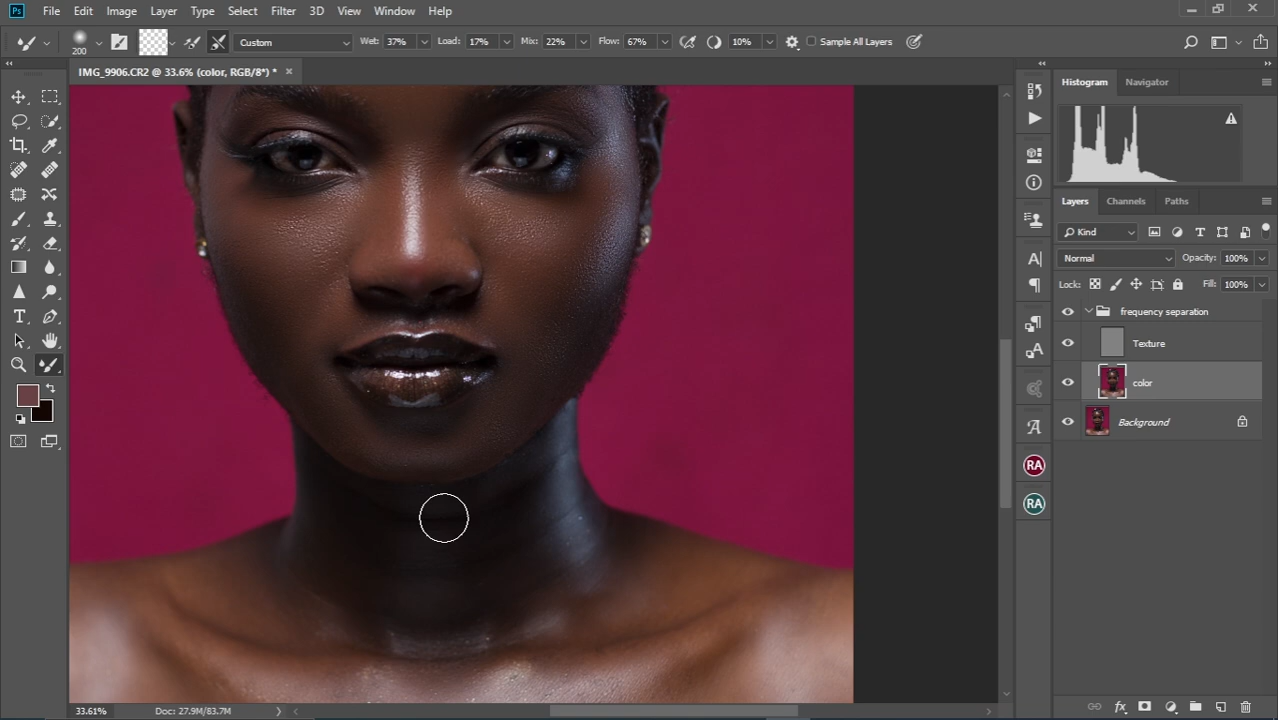 Ps File Edit Image Layer Type Select Filter 3D View Window Help
200 Custom Wet: 37% Load: 17% Mix: 22% Flow: 67% 10% Sample All Layers
IMG_9906.CR2 @ 33.6% (color, RGB/8*) * ×
Histogram Navigator
Layers Channels Paths
Kind
Normal Opacity: 100%
Lock: Fill: 100%
frequency separation
Texture
color
Background
RA
RA
33.61% Doc: 27.9M/83.7M